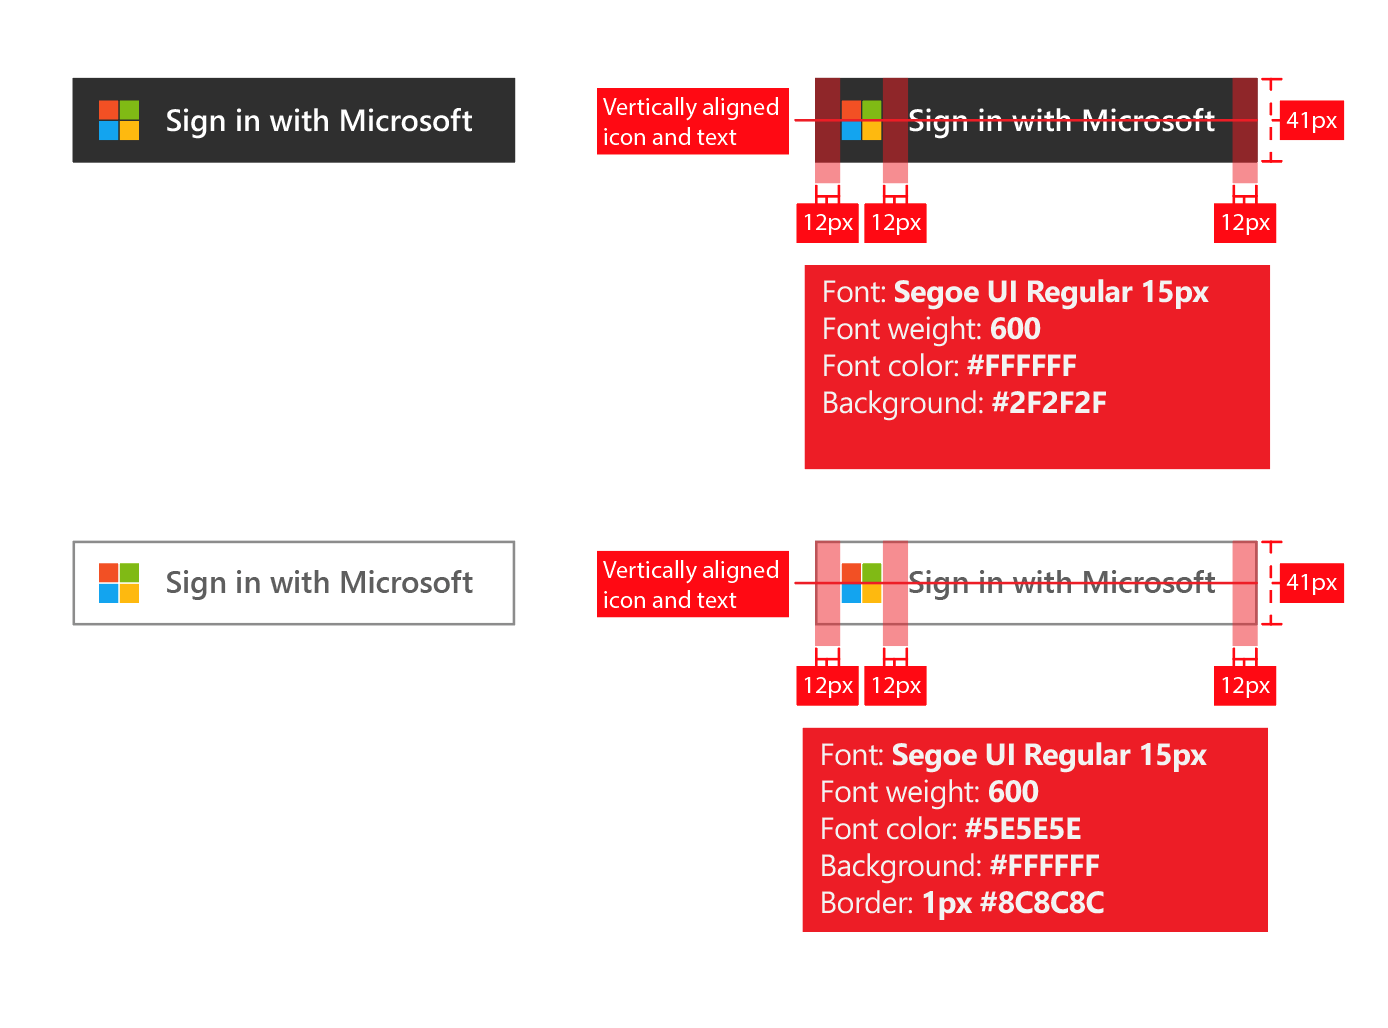 Sign in with Microsoft
Vertically aligned
icon and text
Sign in with Microsoft
41px
12px
12px
12px
Font: Segoe UI Regular 15px
Font weight: 600
Font color: #FFFFFF
Background: #2F2F2F
Sign in with Microsoft
Vertically aligned
icon and text
Sign in with Microsoft
41px
12px
12px
12px
Font: Segoe UI Regular 15px
Font weight: 600
Font color: #5E5E5E
Background: #FFFFFF
Border: 1px #8C8C8C